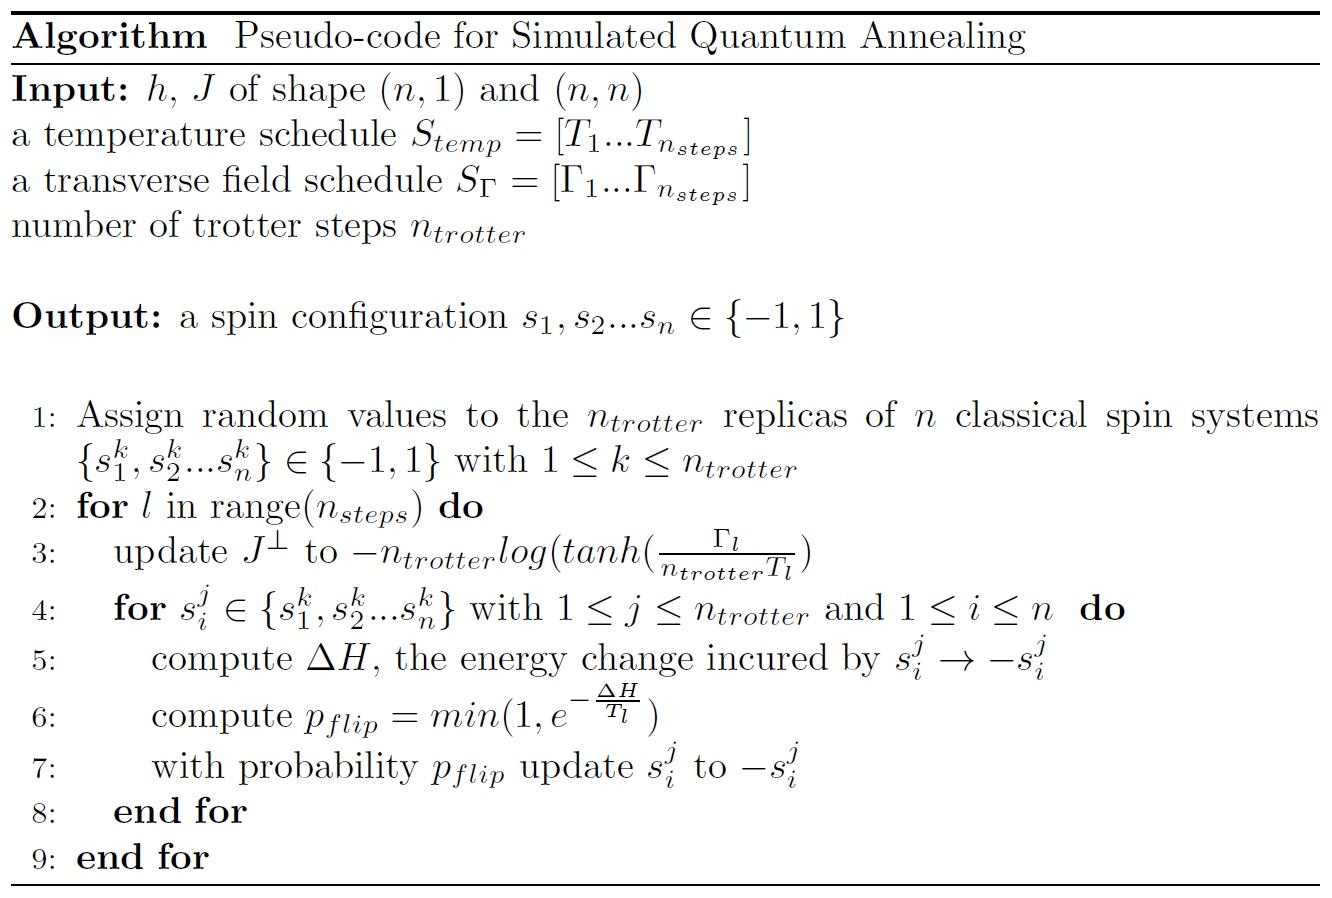 Algorithm Pseudo-code for Simulated Quantum Annealing
Input: $h$, $J$ of shape $(n, 1)$ and $(n, n)$
a temperature schedule $S_{temp} = [T_1...T_{n_{steps}}]$
a transverse field schedule $S_\Gamma = [\Gamma_1...\Gamma_{n_{steps}}]$
number of trotter steps $n_{trotter}$
Output: a spin configuration $s_1, s_2...s_n \in \{-1, 1\}$
1: Assign random values to the $n_{trotter}$ replicas of $n$ classical spin systems
$\{s_1^k, s_2^k...s_n^k\} \in \{-1, 1\}$ with $1 \leq k \leq n_{trotter}$
2: for $l$ in range($n_{steps}$) do
3: update $J^\perp$ to $-n_{trotter}log(tanh(\frac{\Gamma_l}{n_{trotter}T_l})$
4: for $s_i^j \in \{s_1^k, s_2^k...s_n^k\}$ with $1 \leq j \leq n_{trotter}$ and $1 \leq i \leq n$ do
5: compute $\Delta H$, the energy change incured by $s_i^j \rightarrow -s_i^j$
6: compute $p_{flip} = min(1, e^{-\frac{\Delta H}{T_l}})$
7: with probability $p_{flip}$ update $s_i^j$ to $-s_i^j$
8: end for
9: end for